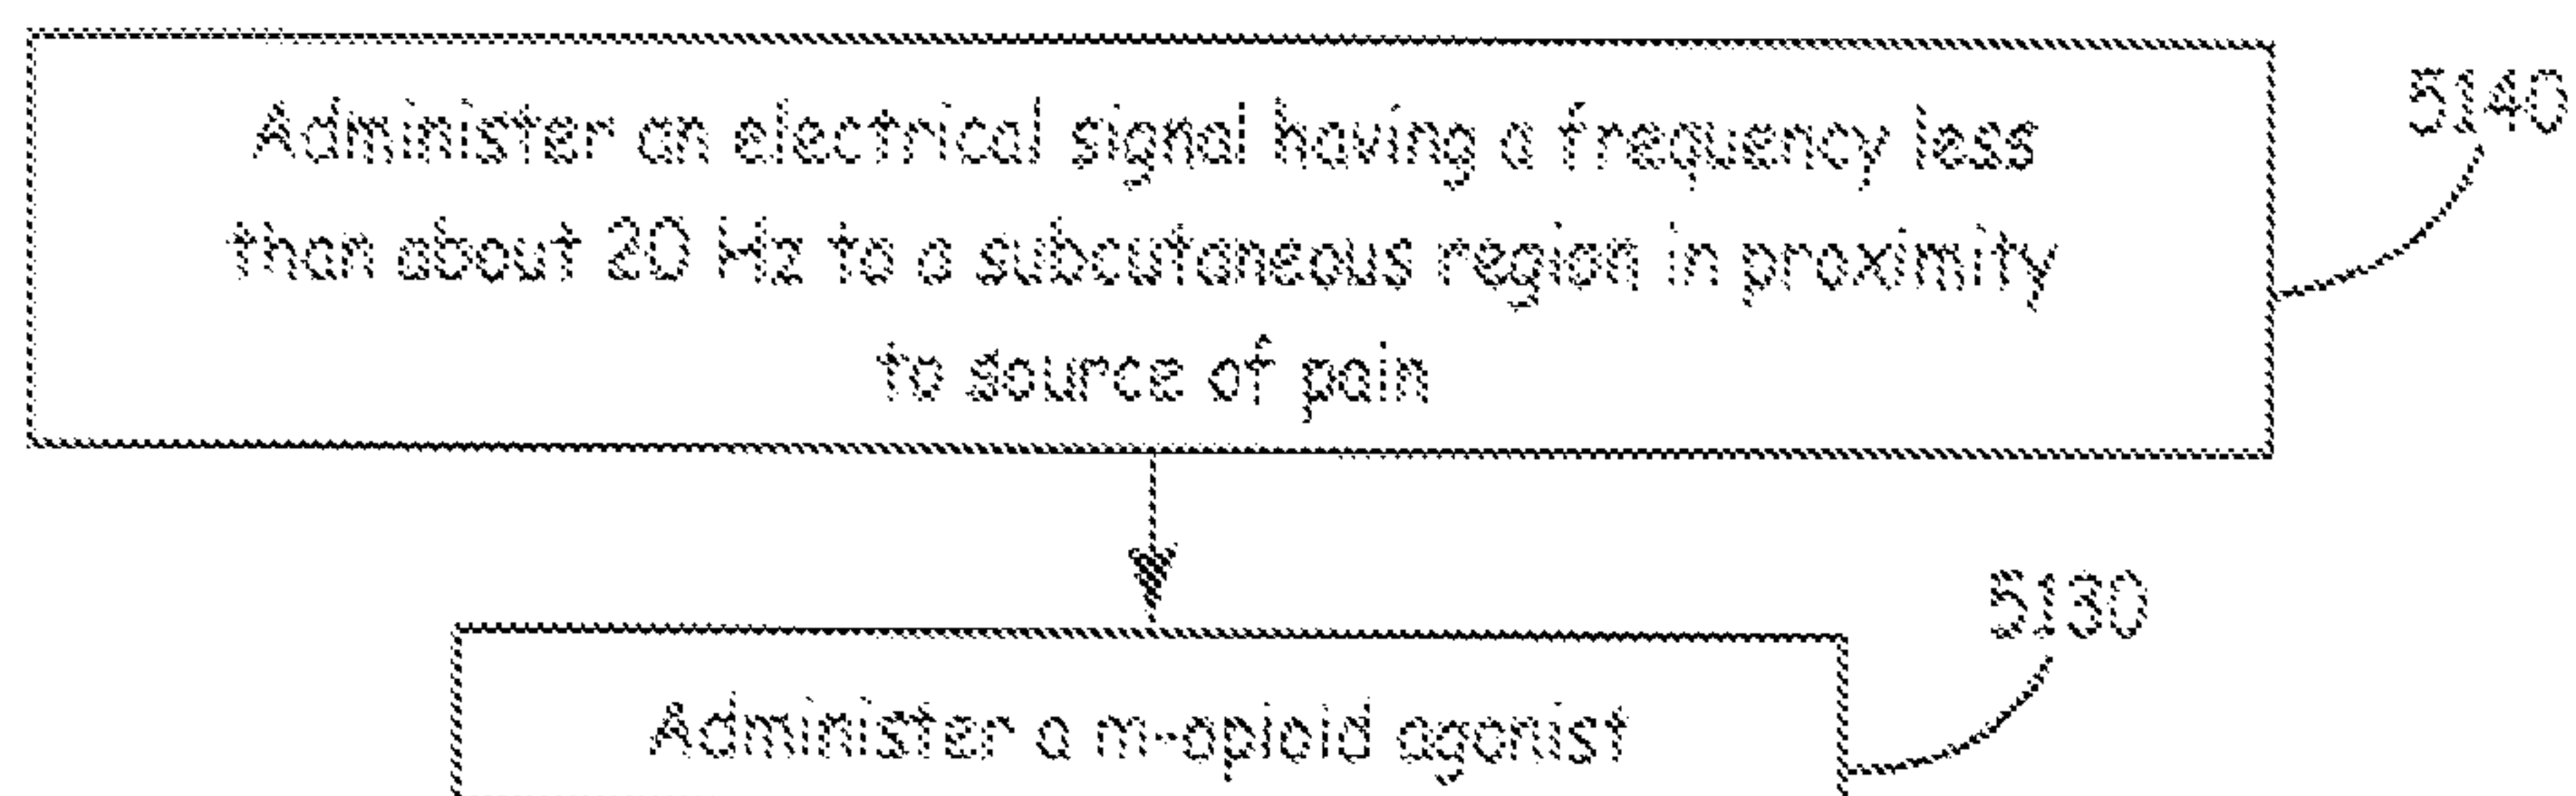 5140
Administer an electrical signal having a frequency less
than about 20 Hz to a subcutaneous region in proximity
to source of pain
5130
Administer a m-opioid agonist